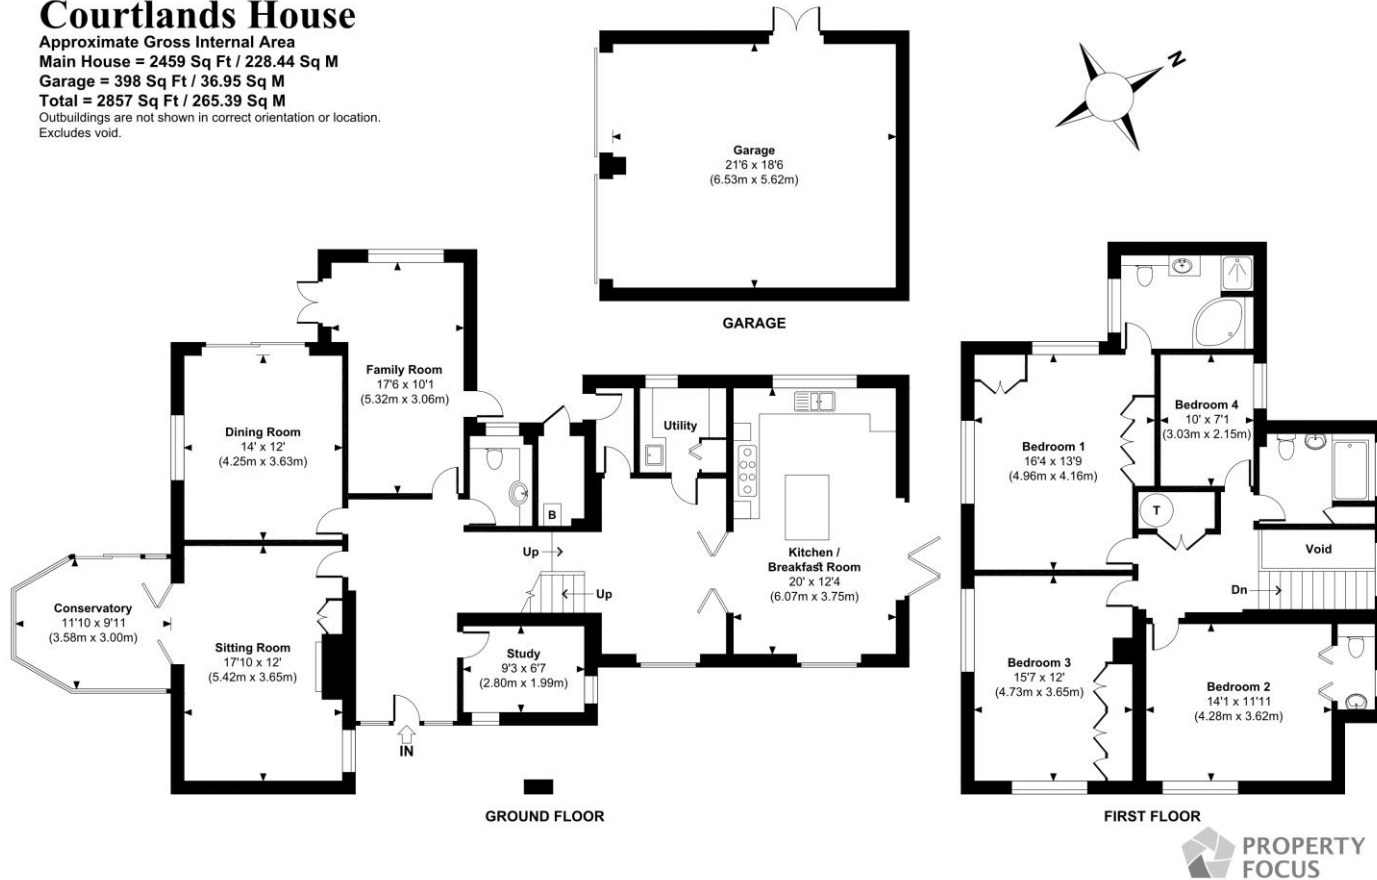 Courtlands House
Approximate Gross Internal Area
Main House = 2459 Sq Ft / 228.44 Sq M
Garage = 398 Sq Ft / 36.95 Sq M
Total = 2857 Sq Ft / 265.39 Sq M
Outbuildings are not shown in correct orientation or location.
Excludes void.
N
Garage
21'6 x 18'6
(6.53m x 5.62m)
GARAGE
Family Room
17'6 x 10'1
(5.32m x 3.06m)
Dining Room
14' x 12'
(4.25m x 3.63m)
Utility
B
Kitchen /
Breakfast Room
20' x 12'4
(6.07m x 3.75m)
Up
Up
Conservatory
11'10 x 9'11
(3.58m x 3.00m)
Sitting Room
17'10 x 12'
(5.42m x 3.65m)
Study
9'3 x 6'7
(2.80m x 1.99m)
IN
GROUND FLOOR
Bedroom 4
10' x 7'1
(3.03m x 2.15m)
Bedroom 1
16'4 x 13'9
(4.96m x 4.16m)
T
Void
Dn
Bedroom 3
15'7 x 12'
(4.73m x 3.65m)
Bedroom 2
14'1 x 11'11
(4.28m x 3.62m)
FIRST FLOOR
PROPERTY
FOCUS